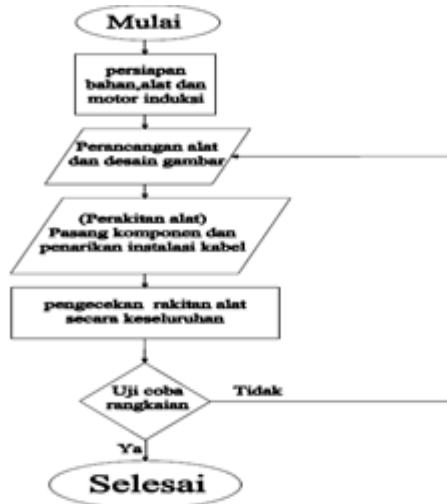 Mulai
persiapan
bahan,alat dan
motor induksi
Perancangan alat
dan desain gambar
(Perakitan alat)
Pasang komponen dan
penarikan instalasi kabel
pengecekan rakitan alat
secara keseluruhan
Uji coba
rangkaian
Tidak
Ya
Selesai